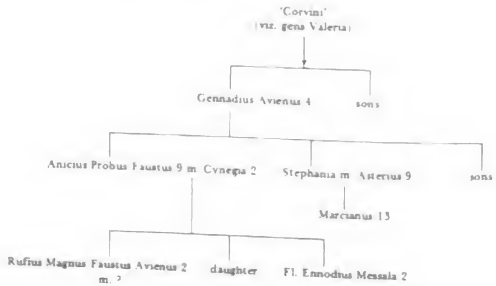 'Corvini'
(viz. gens Valeria)
Gennadius Avienus 4 sons
Anicius Probus Faustus 9 m. Cynegia 2 Stephania m. Asterius 9 sons
Marcianus 13
Rufius Magnus Faustus Avienus 2 daughter Fl. Ennodius Messala 2
m. ?